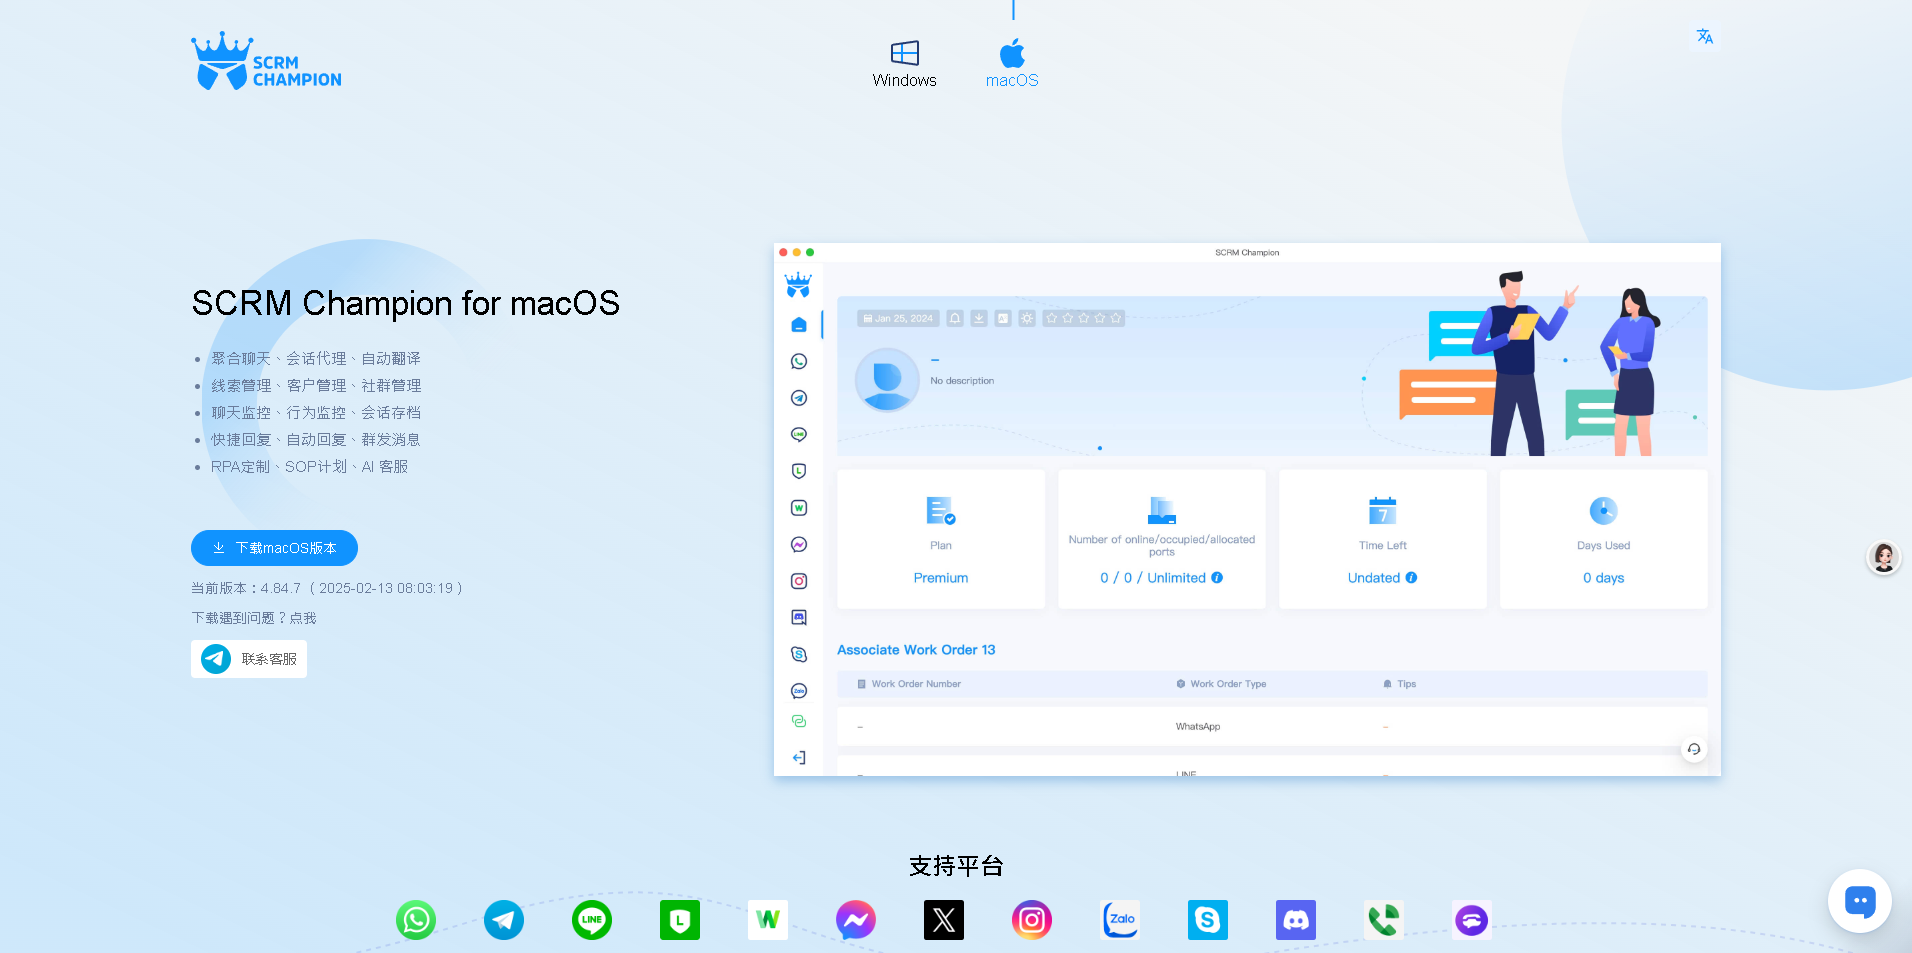 SCRM
CHAMPION
Windows
macOS
SCRM Champion for macOS
聚合聊天、会话代理、自动翻译
线索管理、客户管理、社群管理
聊天监控、行为监控、会话存档
快捷回复、自动回复、群发消息
RPA定制、SOP计划、AI 客服
下载macOS版本
当前版本：4.84.7 （ 2025-02-13 08:03:19 ）
下载遇到问题？点我
联系客服
SCRM Champion
Jan 25, 2024
No description
Plan
Premium
Number of online/occupied/allocated
ports
0 / 0 / Unlimited
7
Time Left
Undated
Days Used
0 days
Associate Work Order 13
Work Order Number Work Order Type Tips
– WhatsApp –
– LINE –
支持平台
LINE
L
W
X
Zalo
S